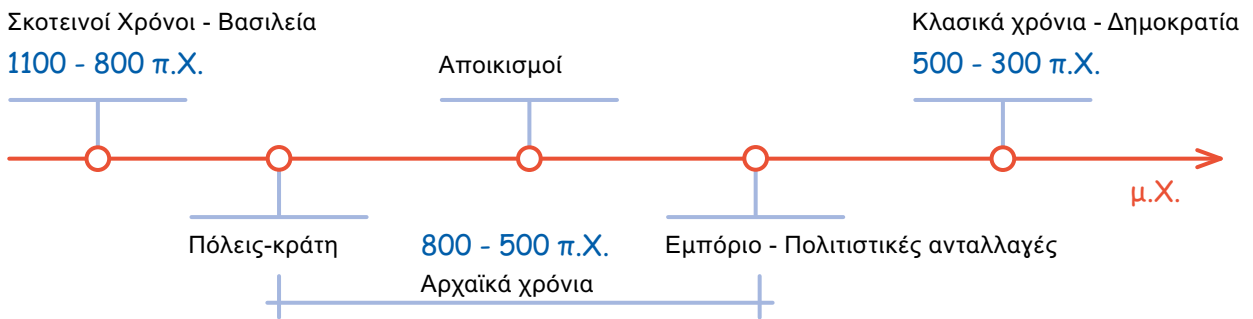 Σκοτεινοί Χρόνοι - Βασιλεία
1100 - 800 π.Χ.
Αποικισμοί
Κλασικά χρόνια - Δημοκρατία
500 - 300 π.Χ.
μ.Χ.
Πόλεις-κράτη
800 - 500 π.Χ.
Αρχαϊκά χρόνια
Εμπόριο - Πολιτιστικές ανταλλαγές